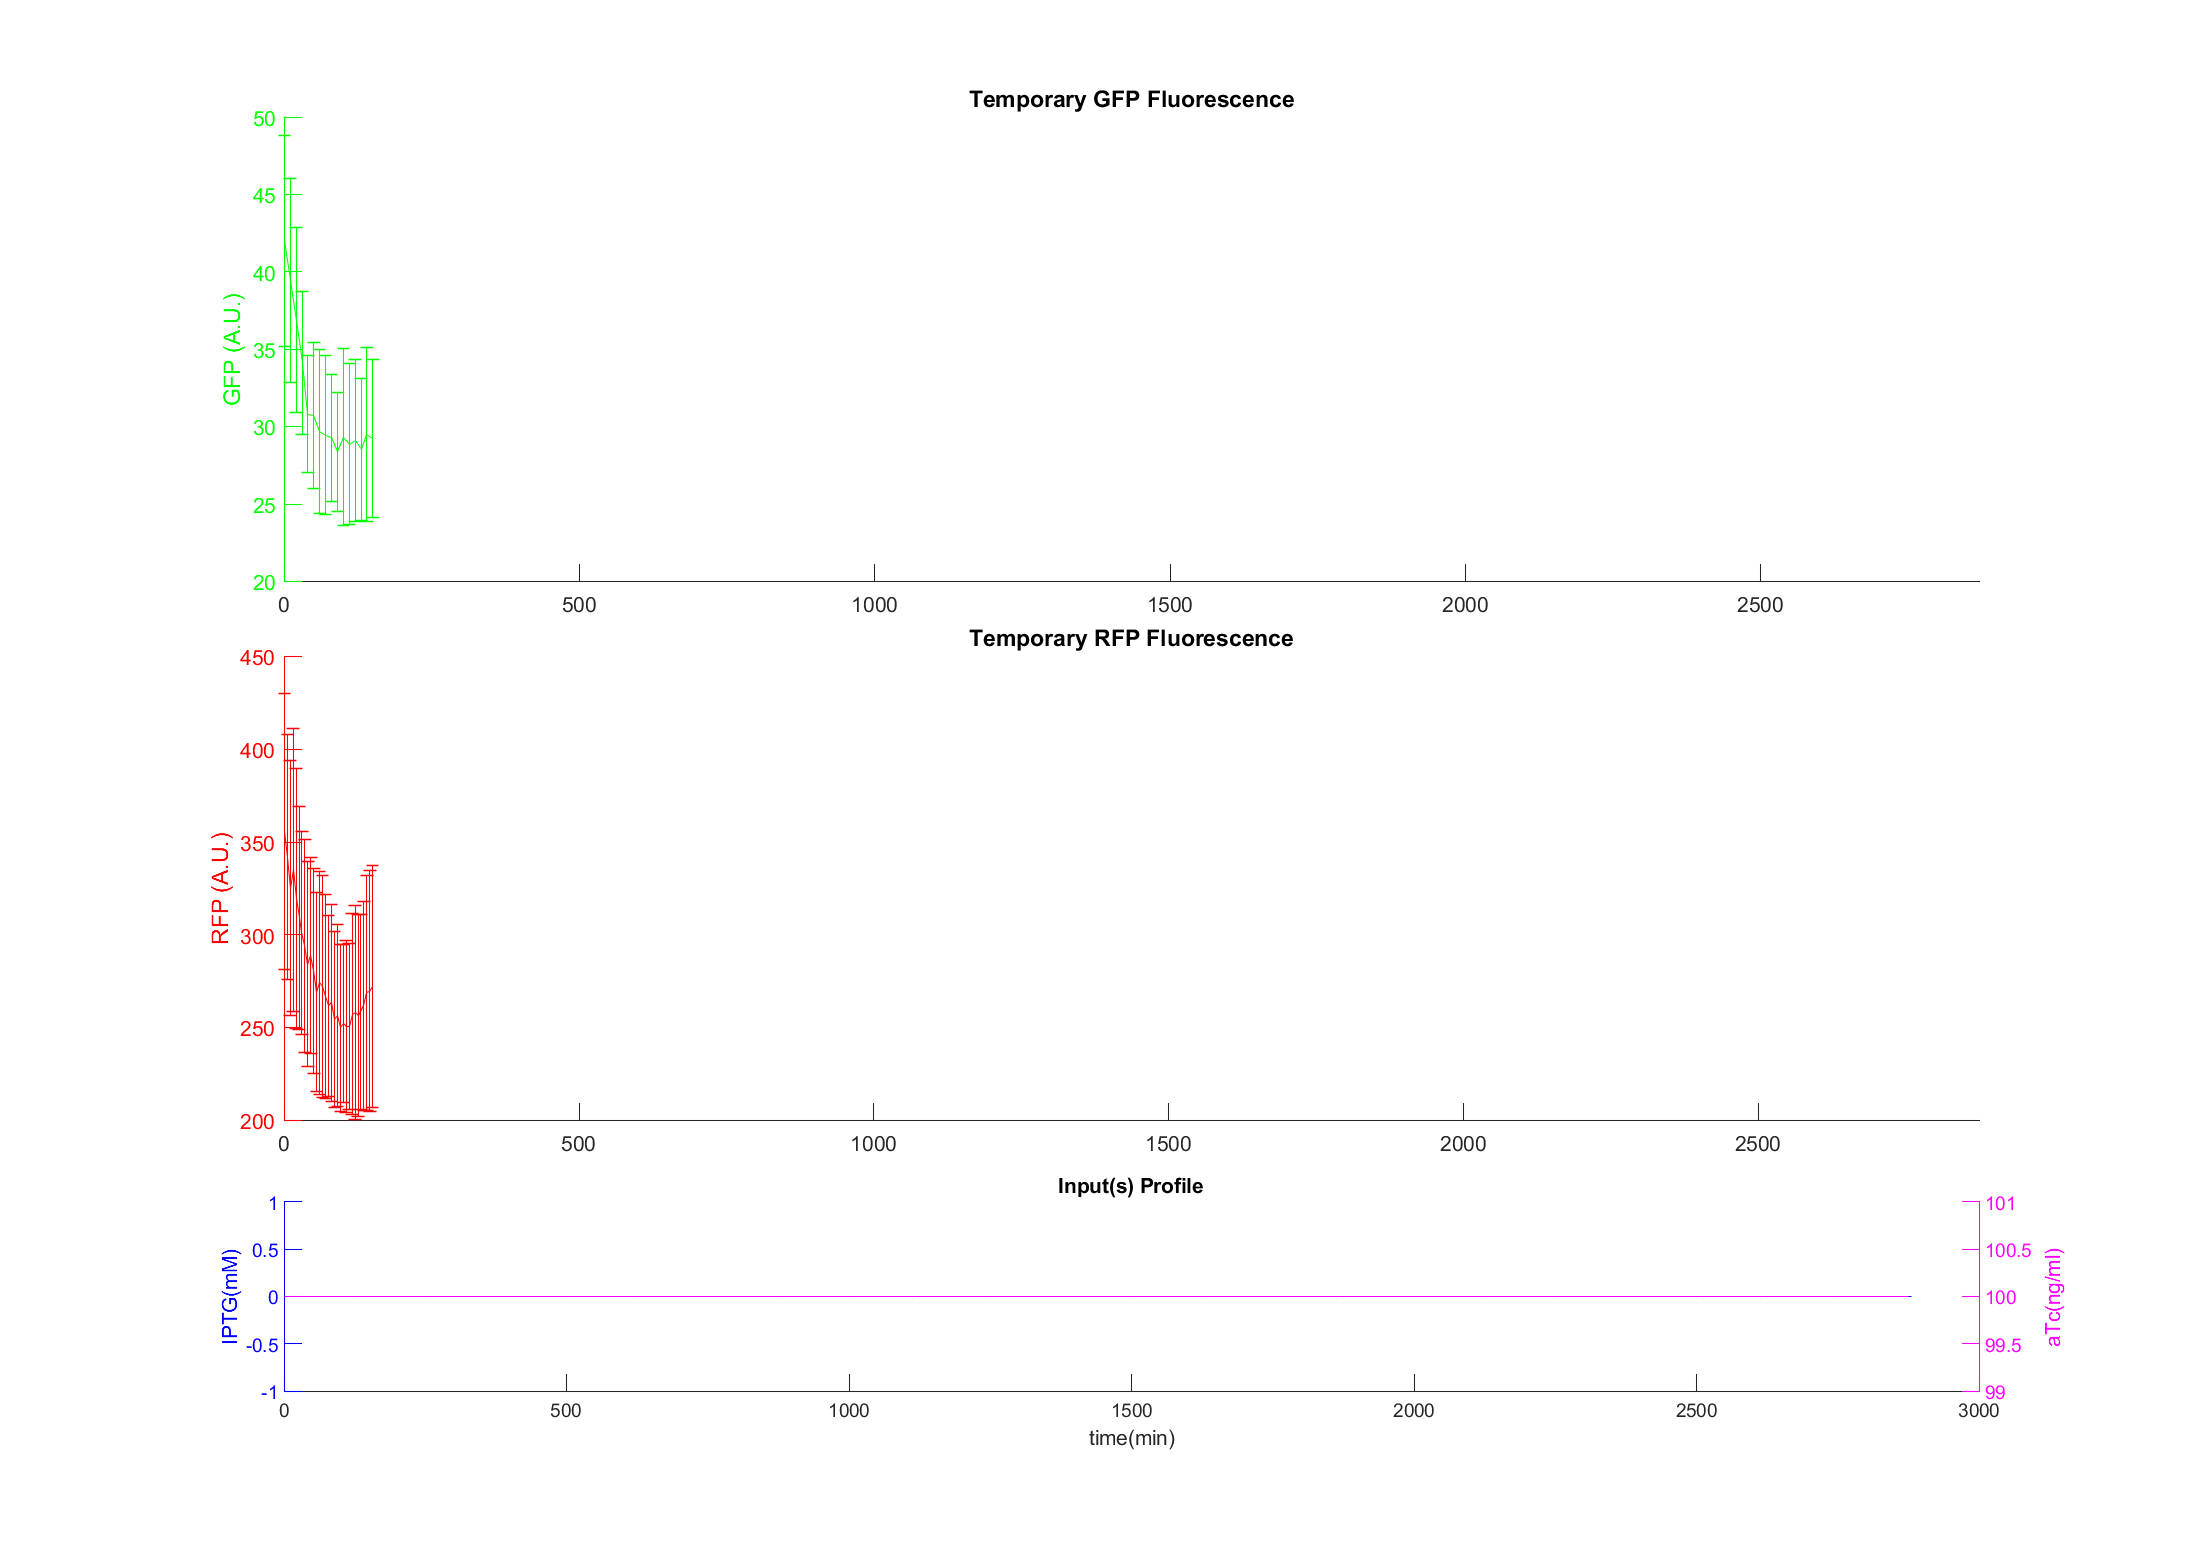 Temporary GFP Fluorescence
50
45
40
35
30
25
20
GFP (A.U.)
0 500 1000 1500 2000 2500
Temporary RFP Fluorescence
450
400
350
300
250
200
RFP (A.U.)
0 500 1000 1500 2000 2500
Input(s) Profile
1
0.5
0
-0.5
-1
IPTG(mM)
101
100.5
100
99.5
99
aTc(ng/ml)
0 500 1000 1500 2000 2500 3000
time(min)